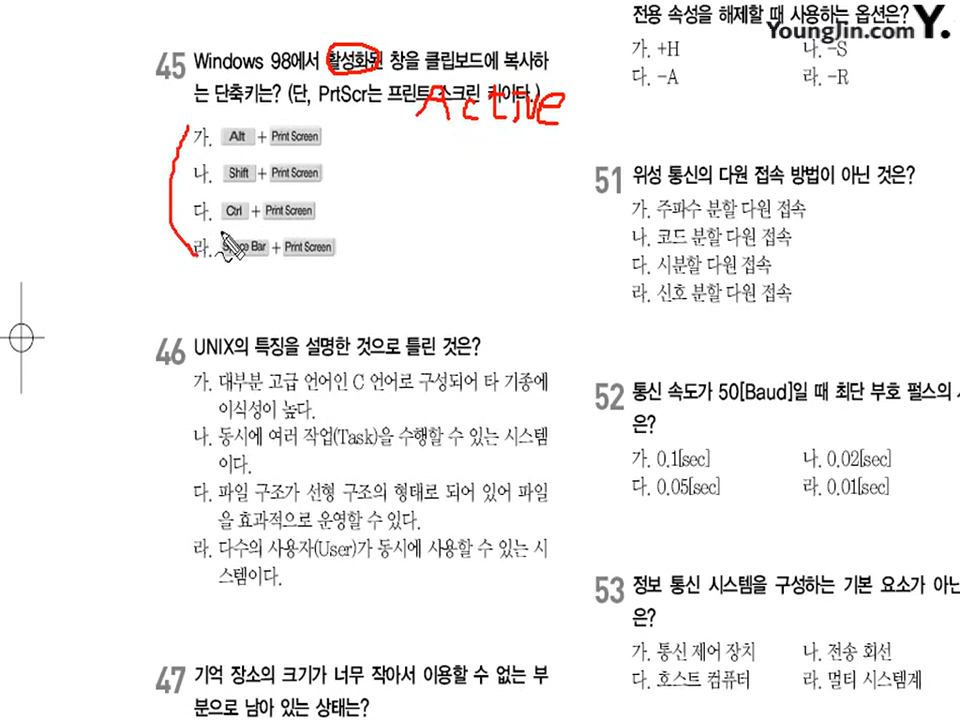 45 Windows 98에서 활성화된 창을 클립보드에 복사하
는 단축키는? (단, PrtScr는 프린트 스크린 키이다.)
Active
가. Alt + Print Screen
나. Shift + Print Screen
다. Ctrl + Print Screen
라. Space Bar + Print Screen
46 UNIX의 특징을 설명한 것으로 틀린 것은?
가. 대부분 고급 언어인 C 언어로 구성되어 타 기종에
이식성이 높다.
나. 동시에 여러 작업(Task)을 수행할 수 있는 시스템
이다.
다. 파일 구조가 선형 구조의 형태로 되어 있어 파일
을 효과적으로 운영할 수 있다.
라. 다수의 사용자(User)가 동시에 사용할 수 있는 시
스템이다.
47 기억 장소의 크기가 너무 작아서 이용할 수 없는 부
분으로 남아 있는 상태는?
전용 속성을 해제할 때 사용하는 옵션은?
YoungJin.com Y.
가. +H 나. -S
다. -A 라. -R
51 위성 통신의 다원 접속 방법이 아닌 것은?
가. 주파수 분할 다원 접속
나. 코드 분할 다원 접속
다. 시분할 다원 접속
라. 신호 분할 다원 접속
52 통신 속도가 50[Baud]일 때 최단 부호 펄스의
은?
가. 0.1[sec] 나. 0.02[sec]
다. 0.05[sec] 라. 0.01[sec]
53 정보 통신 시스템을 구성하는 기본 요소가 아닌
은?
가. 통신 제어 장치 나. 전송 회선
다. 호스트 컴퓨터 라. 멀티 시스템계